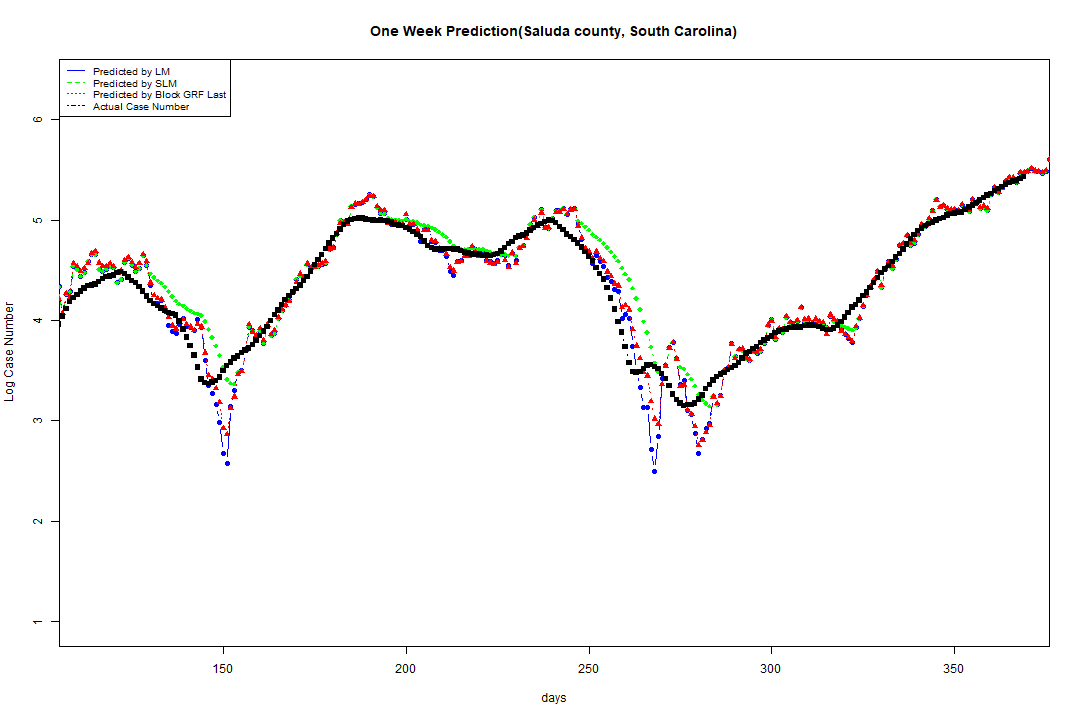 One Week Prediction(Saluda county, South Carolina)
Predicted by LM
Predicted by SLM
Predicted by Block GRF Last
Actual Case Number
6
5
4
3
2
1
Log Case Number
150 200 250 300 350
days